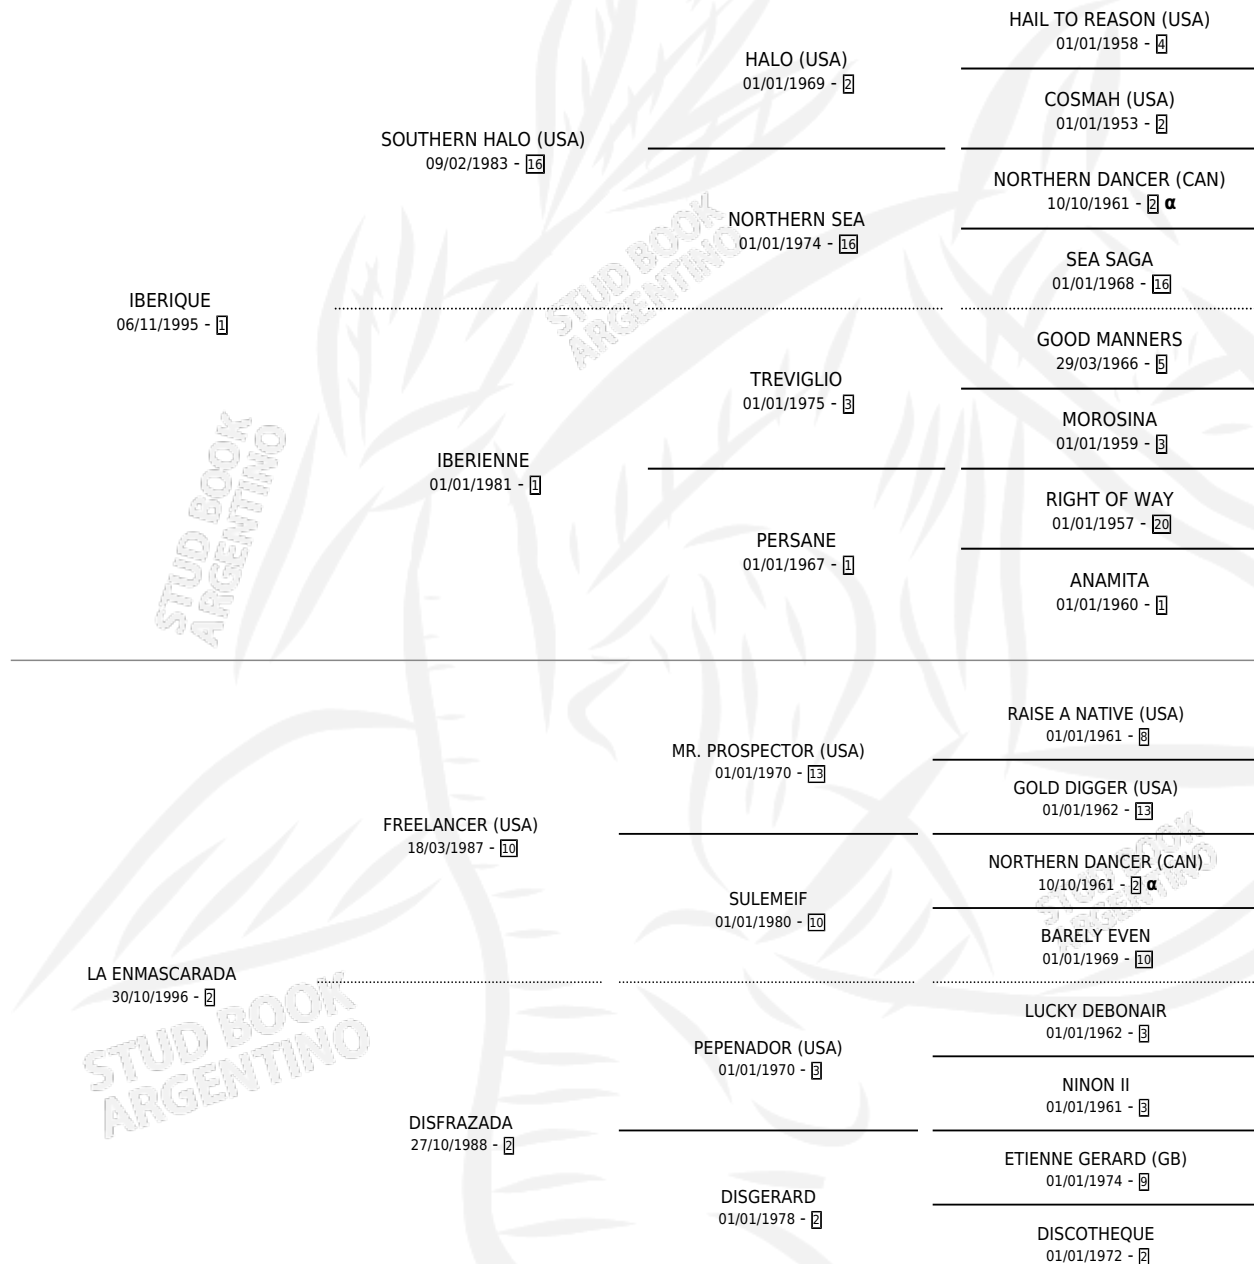 HAIL TO REASON (USA)
01/01/1958 - 4
HALO (USA)
01/01/1969 - 2
COSMAH (USA)
01/01/1953 - 2
SOUTHERN HALO (USA)
09/02/1983 - 16
NORTHERN DANCER (CAN)
10/10/1961 - 2 α
NORTHERN SEA
01/01/1974 - 16
SEA SAGA
01/01/1968 - 16
IBERIQUE
06/11/1995 - 1
GOOD MANNERS
29/03/1966 - 5
TREVIGLIO
01/01/1975 - 3
MOROSINA
01/01/1959 - 3
IBERIENNE
01/01/1981 - 1
RIGHT OF WAY
01/01/1957 - 20
PERSANE
01/01/1967 - 1
ANAMITA
01/01/1960 - 1
RAISE A NATIVE (USA)
01/01/1961 - 8
MR. PROSPECTOR (USA)
01/01/1970 - 13
GOLD DIGGER (USA)
01/01/1962 - 13
FREELANCER (USA)
18/03/1987 - 10
NORTHERN DANCER (CAN)
10/10/1961 - 2 α
SULEMEIF
01/01/1980 - 10
BARELY EVEN
01/01/1969 - 10
LA ENMASCARADA
30/10/1996 - 2
LUCKY DEBONAIR
01/01/1962 - 3
PEPENADOR (USA)
01/01/1970 - 3
NINON II
01/01/1961 - 3
DISFRAZADA
27/10/1988 - 2
ETIENNE GERARD (GB)
01/01/1974 - 9
DISGERARD
01/01/1978 - 2
DISCOTHEQUE
01/01/1972 - 2
STUD BOOK
ARGENTINO
STUD BOOK
ARGENTINO
STUD BOOK
ARGENTINO
STUD BOOK
ARGENTINO